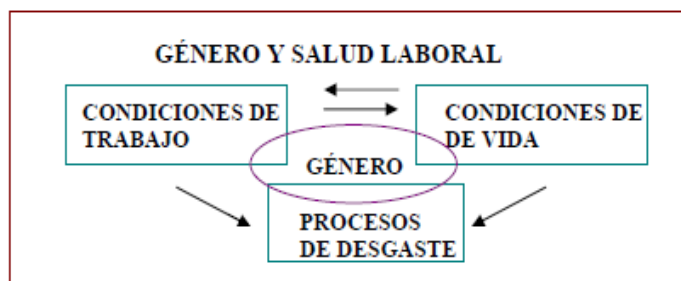 GÉNERO Y SALUD LABORAL
CONDICIONES DE
TRABAJO
CONDICIONES DE
DE VIDA
GÉNERO
PROCESOS
DE DESGASTE